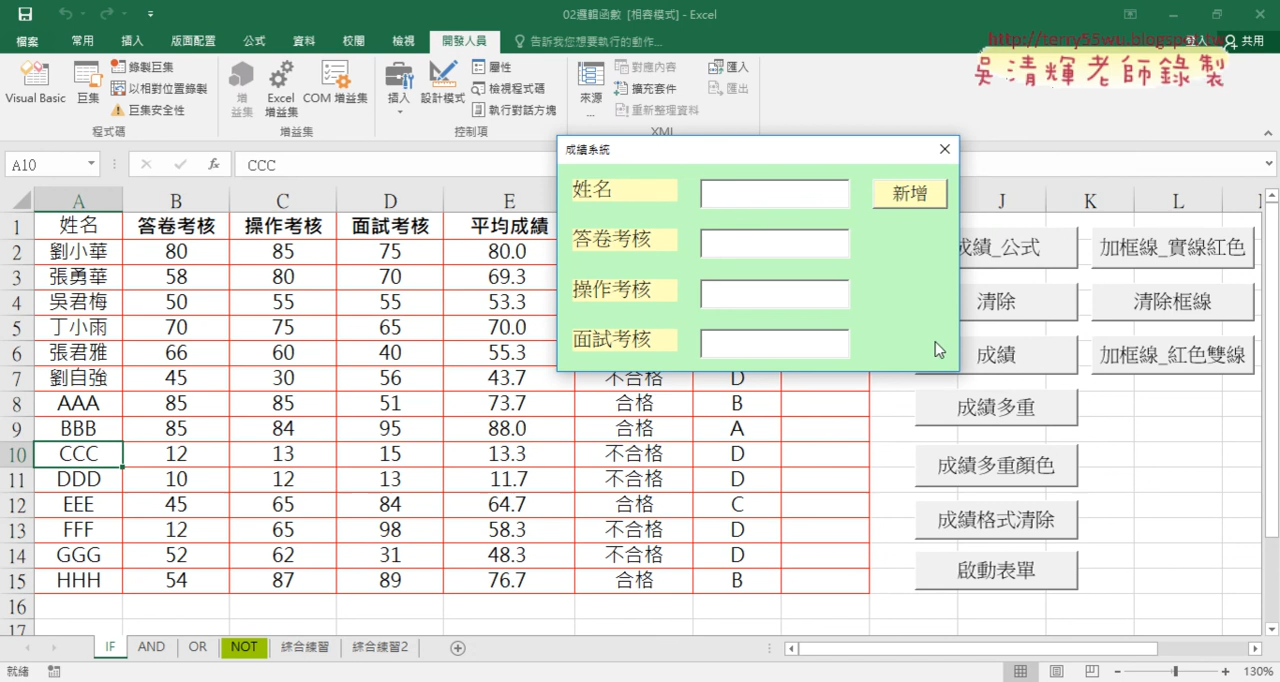 02邏輯函數 [相容模式] - Excel
檔案 常用 插入 版面配置 公式 資料 校閱 檢視 開發人員 告訴我您想要執行的動作... 共用
http://terry55wu.blogspot.tw
吳清輝老師錄製
Visual Basic 巨集 錄製巨集 以相對位置錄製 巨集安全性 程式碼
增益集 Excel 增益集 COM 增益集 增益集
插入 設計模式 屬性 檢視程式碼 執行對話方塊 控制項
來源... 對應內容 擴充套件 重新整理資料 匯入 匯出 XML
A10 fx CCC
成績系統
姓名 新增
答卷考核
操作考核
面試考核
A B C D E J K L
1 姓名 答卷考核 操作考核 面試考核 平均成績
2 劉小華 80 85 75 80.0
3 張勇華 58 80 70 69.3
4 吳君梅 50 55 55 53.3
5 丁小雨 70 75 65 70.0
6 張君雅 66 60 40 55.3
7 劉自強 45 30 56 43.7 不合格 D
8 AAA 85 85 51 73.7 合格 B
9 BBB 85 84 95 88.0 合格 A
10 CCC 12 13 15 13.3 不合格 D
11 DDD 10 12 13 11.7 不合格 D
12 EEE 45 65 84 64.7 合格 C
13 FFF 12 65 98 58.3 不合格 D
14 GGG 52 62 31 48.3 不合格 D
15 HHH 54 87 89 76.7 合格 B
16
17
成績_公式 加框線_實線紅色
清除 清除框線
成績 加框線_紅色雙線
成績多重
成績多重顏色
成績格式清除
啟動表單
IF AND OR NOT 綜合練習 綜合練習2
就緒 130%